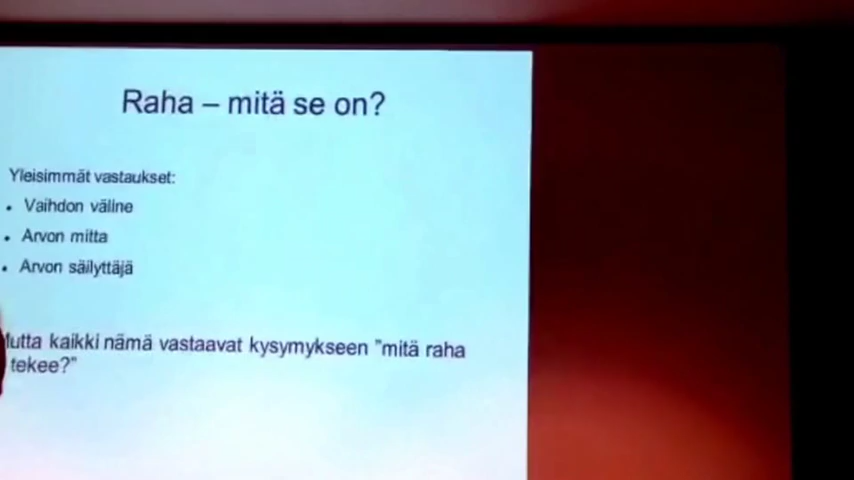 Raha – mitä se on?
Yleisimmät vastaukset:
• Vaihdon väline
• Arvon mitta
• Arvon säilyttäjä
Mutta kaikki nämä vastaavat kysymykseen "mitä raha
tekee?"